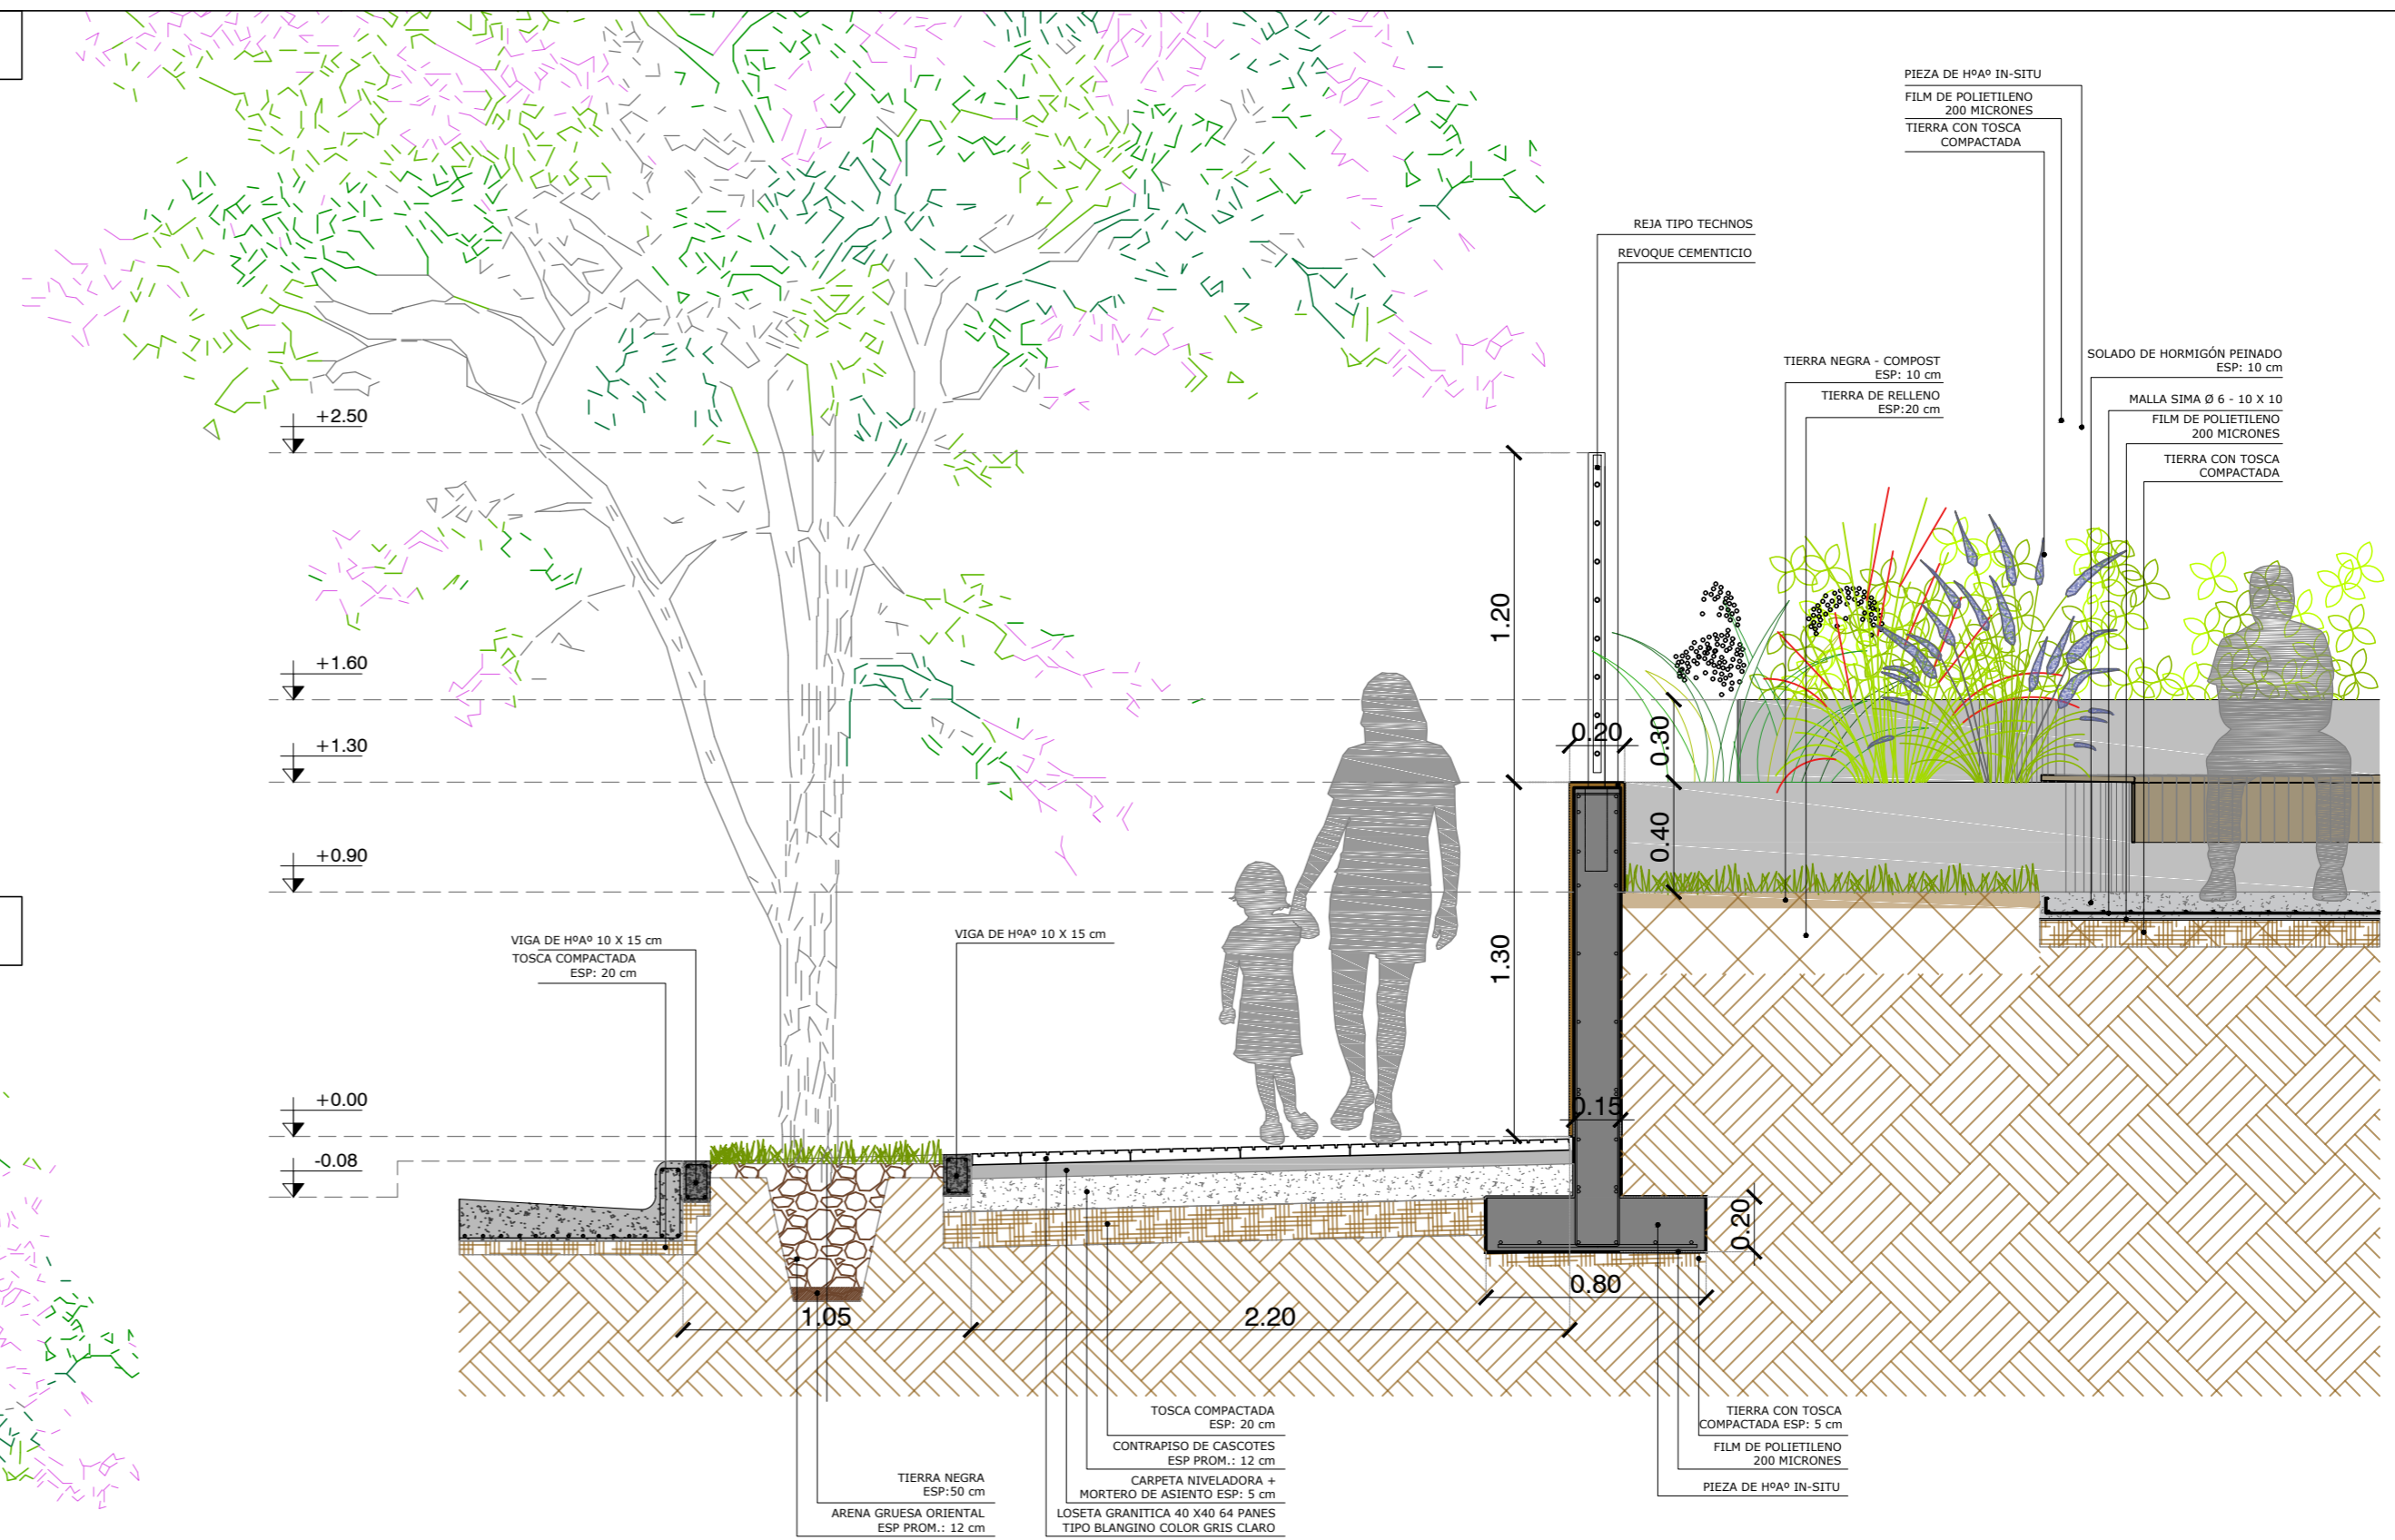 PIEZA DE HºAº IN-SITU
FILM DE POLIETILENO
200 MICRONES
TIERRA CON TOSCA
COMPACTADA
REJA TIPO TECHNOS
REVOQUE CEMENTICIO
TIERRA NEGRA - COMPOST
ESP: 10 cm
TIERRA DE RELLENO
ESP:20 cm
SOLADO DE HORMIGÓN PEINADO
ESP: 10 cm
MALLA SIMA Ø 6 - 10 X 10
FILM DE POLIETILENO
200 MICRONES
TIERRA CON TOSCA
COMPACTADA
+2.50
+1.60
+1.30
+0.90
+0.00
-0.08
1.20
0.20
0.30
0.40
1.30
0.15
0.20
0.80
1.05
2.20
VIGA DE HºAº 10 X 15 cm
TOSCA COMPACTADA
ESP: 20 cm
VIGA DE HºAº 10 X 15 cm
TOSCA COMPACTADA
ESP: 20 cm
CONTRAPISO DE CASCOTES
ESP PROM.: 12 cm
CARPETA NIVELADORA +
MORTERO DE ASIENTO ESP: 5 cm
LOSETA GRANITICA 40 X40 64 PANES
TIPO BLANGINO COLOR GRIS CLARO
TIERRA NEGRA
ESP:50 cm
ARENA GRUESA ORIENTAL
ESP PROM.: 12 cm
TIERRA CON TOSCA
COMPACTADA ESP: 5 cm
FILM DE POLIETILENO
200 MICRONES
PIEZA DE HºAº IN-SITU